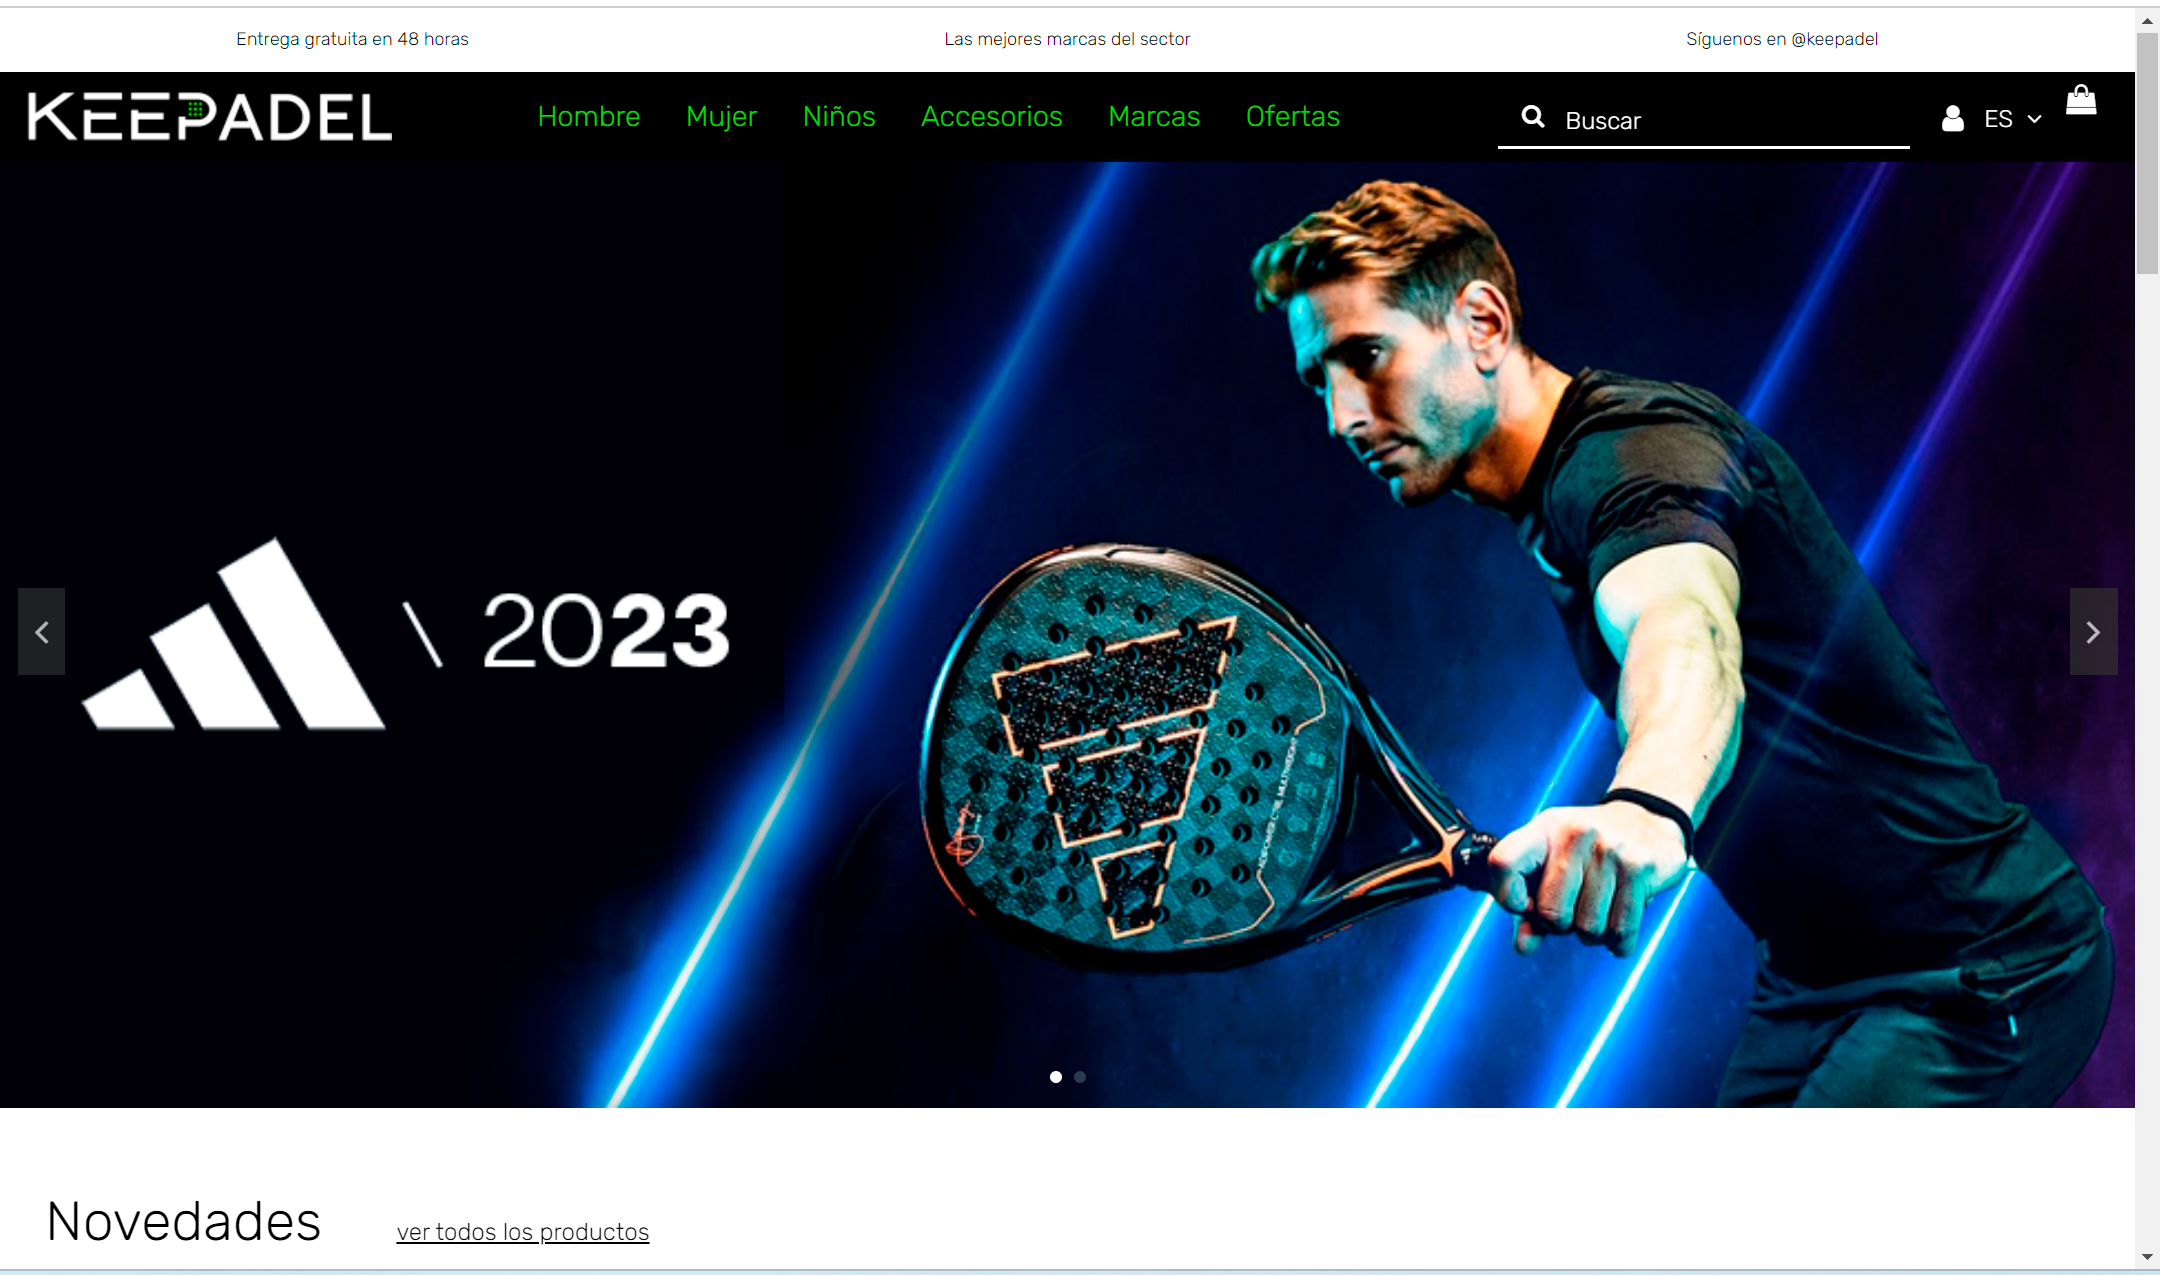 Entrega gratuita en 48 horas
Las mejores marcas del sector
Síguenos en @keepadel
KEEPADEL
Hombre
Mujer
Niños
Accesorios
Marcas
Ofertas
Buscar
ES
\ 2023
Novedades
ver todos los productos